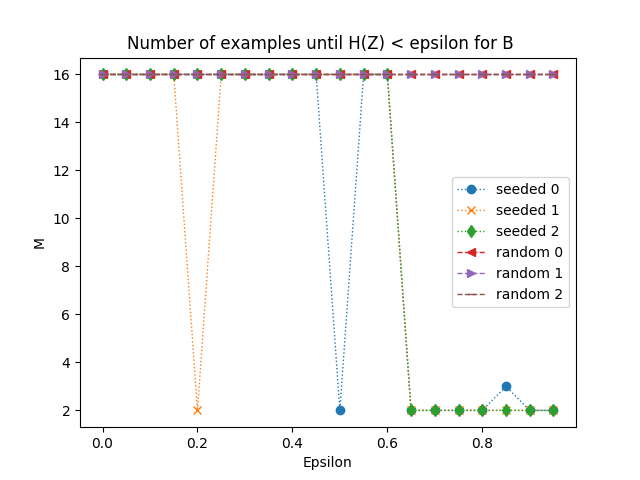 Number of examples until H(Z) < epsilon for B
16
14
12
10
8
6
4
2
M
seeded 0
seeded 1
seeded 2
random 0
random 1
random 2
0.0 0.2 0.4 0.6 0.8
Epsilon